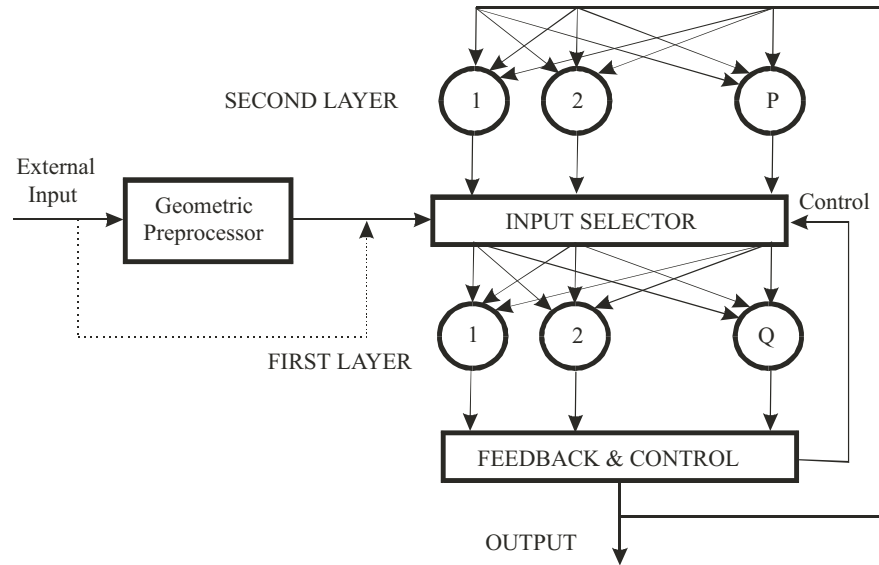 1
2
P
SECOND LAYER
External
Input
Geometric
Preprocessor
INPUT SELECTOR
Control
1
2
Q
FIRST LAYER
FEEDBACK & CONTROL
OUTPUT